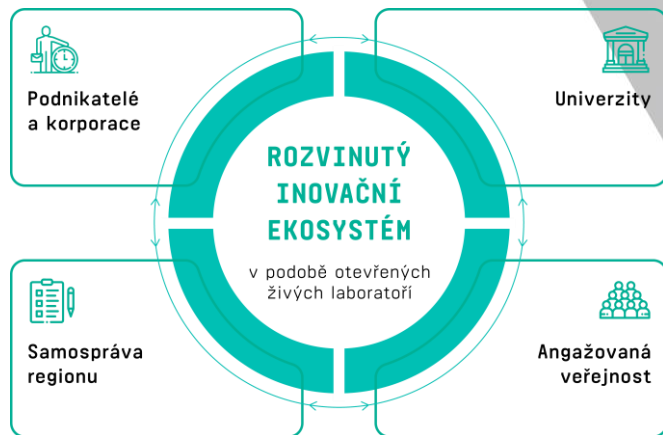 Podnikatelé
a korporace
Univerzity
ROZVINUTÝ
INOVAČNÍ
EKOSYSTÉM
v podobě otevřených
živých laboratoří
Samospráva
regionu
Angažovaná
veřejnost